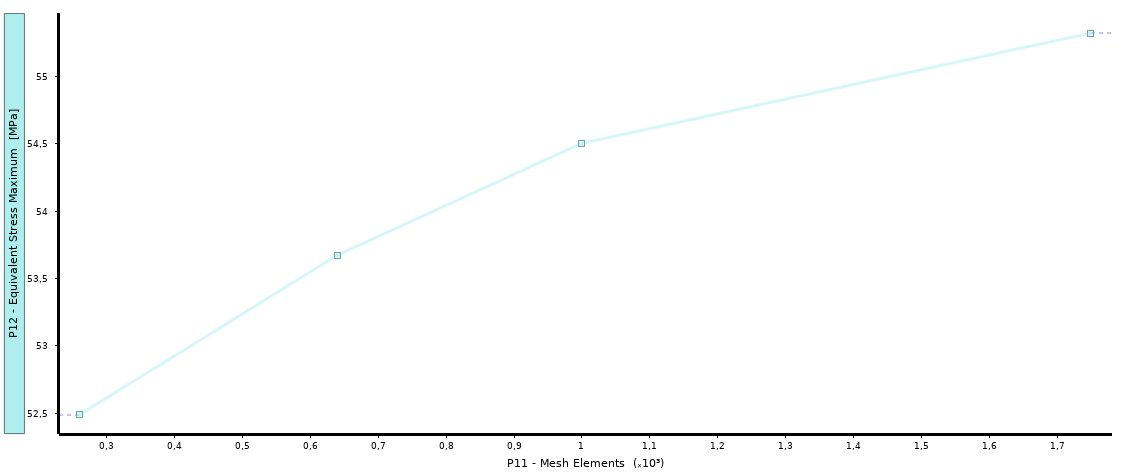 P12 - Equivalent Stress Maximum [MPa]
55
54,5
54
53,5
53
52,5
0,3 0,4 0,5 0,6 0,7 0,8 0,9 1 1,1 1,2 1,3 1,4 1,5 1,6 1,7
P11 - Mesh Elements (ₓ10³)